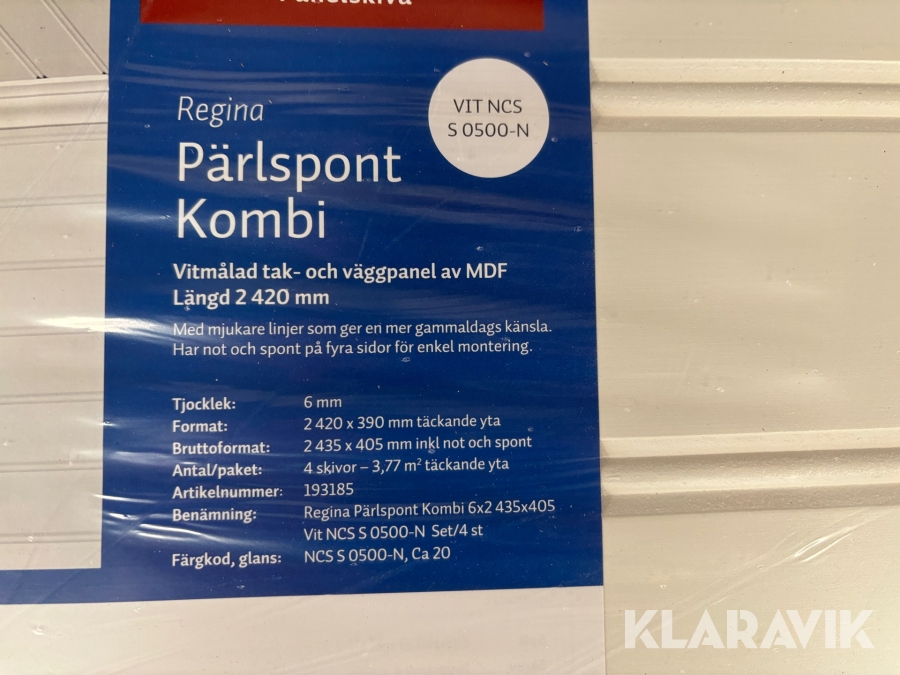 Panelskiva
Regina
VIT NCS
S 0500-N
Pärlspont
Kombi
Vitmålad tak- och väggpanel av MDF
Längd 2 420 mm
Med mjukare linjer som ger en mer gammaldags känsla.
Har not och spont på fyra sidor för enkel montering.
Tjocklek: 6 mm
Format: 2 420 x 390 mm täckande yta
Bruttoformat: 2 435 x 405 mm inkl not och spont
Antal/paket: 4 skivor – 3,77 m² täckande yta
Artikelnummer: 193185
Benämning: Regina Pärlspont Kombi 6x2 435x405
Vit NCS S 0500-N Set/4 st
Färgkod, glans: NCS S 0500-N, Ca 20
KLARAVIK